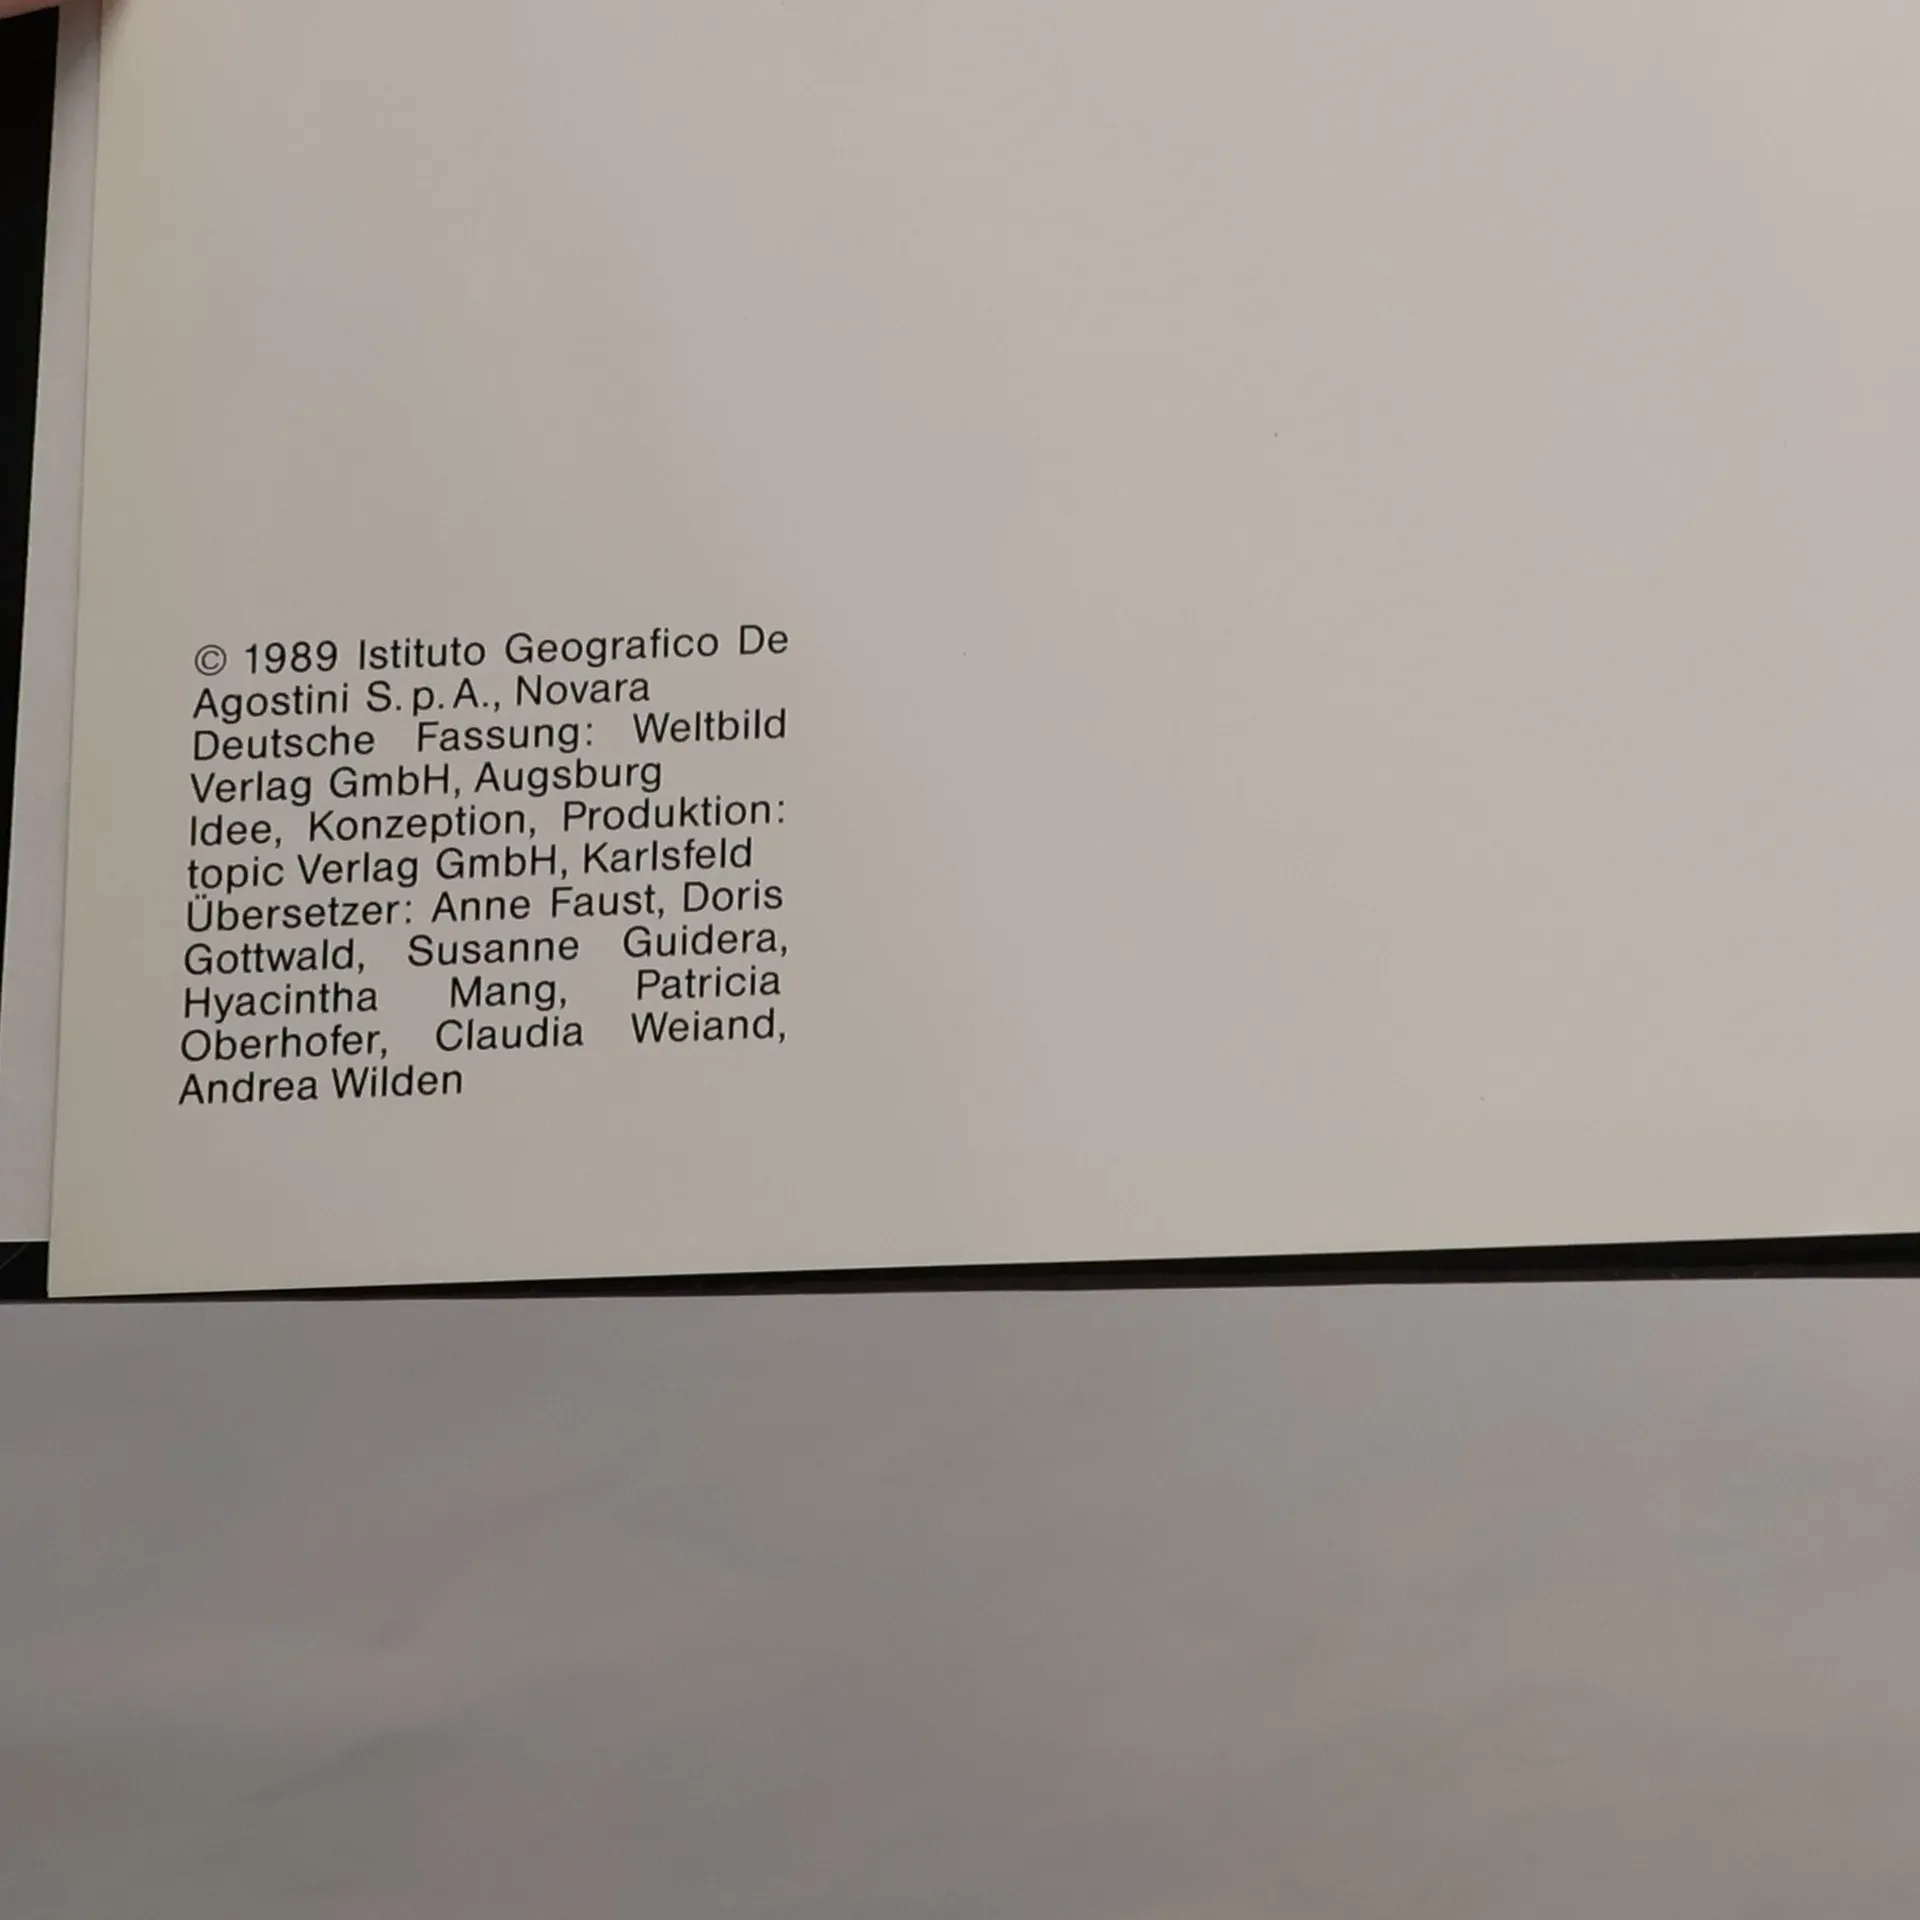 © 1989 Istituto Geografico De
Agostini S. p. A., Novara
Deutsche Fassung: Weltbild
Verlag GmbH, Augsburg
Idee, Konzeption, Produktion:
topic Verlag GmbH, Karlsfeld
Übersetzer: Anne Faust, Doris
Gottwald, Susanne Guidera,
Hyacintha Mang, Patricia
Oberhofer, Claudia Weiand,
Andrea Wilden